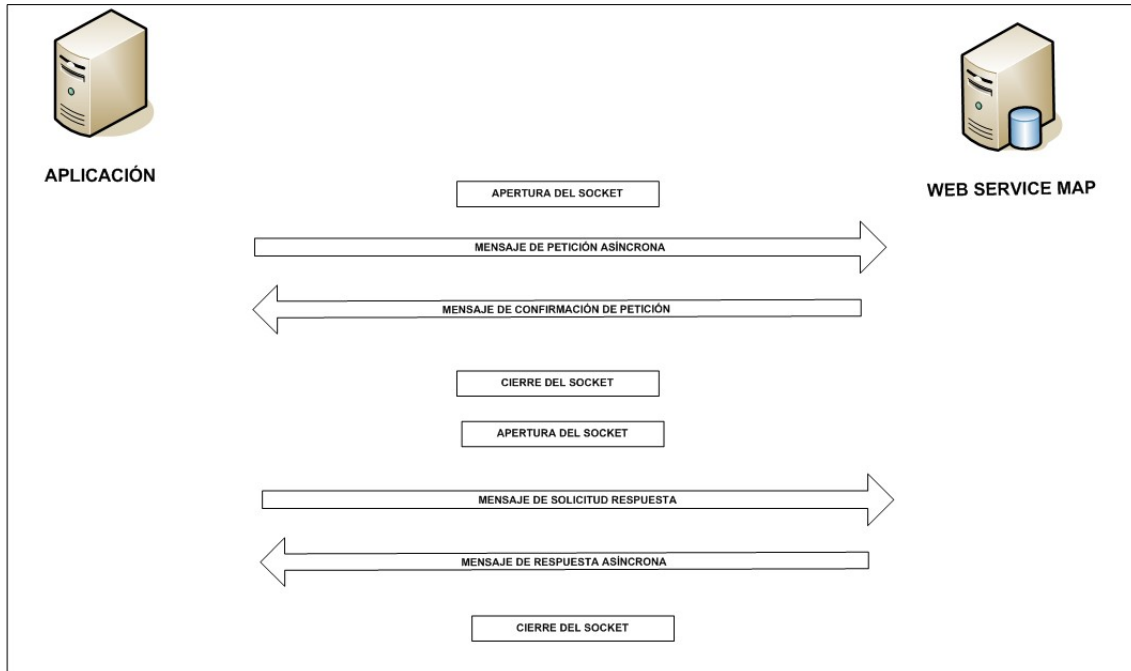 APLICACIÓN
WEB SERVICE MAP
APERTURA DEL SOCKET
MENSAJE DE PETICIÓN ASÍNCRONA
MENSAJE DE CONFIRMACIÓN DE PETICIÓN
CIERRE DEL SOCKET
APERTURA DEL SOCKET
MENSAJE DE SOLICITUD RESPUESTA
MENSAJE DE RESPUESTA ASÍNCRONA
CIERRE DEL SOCKET